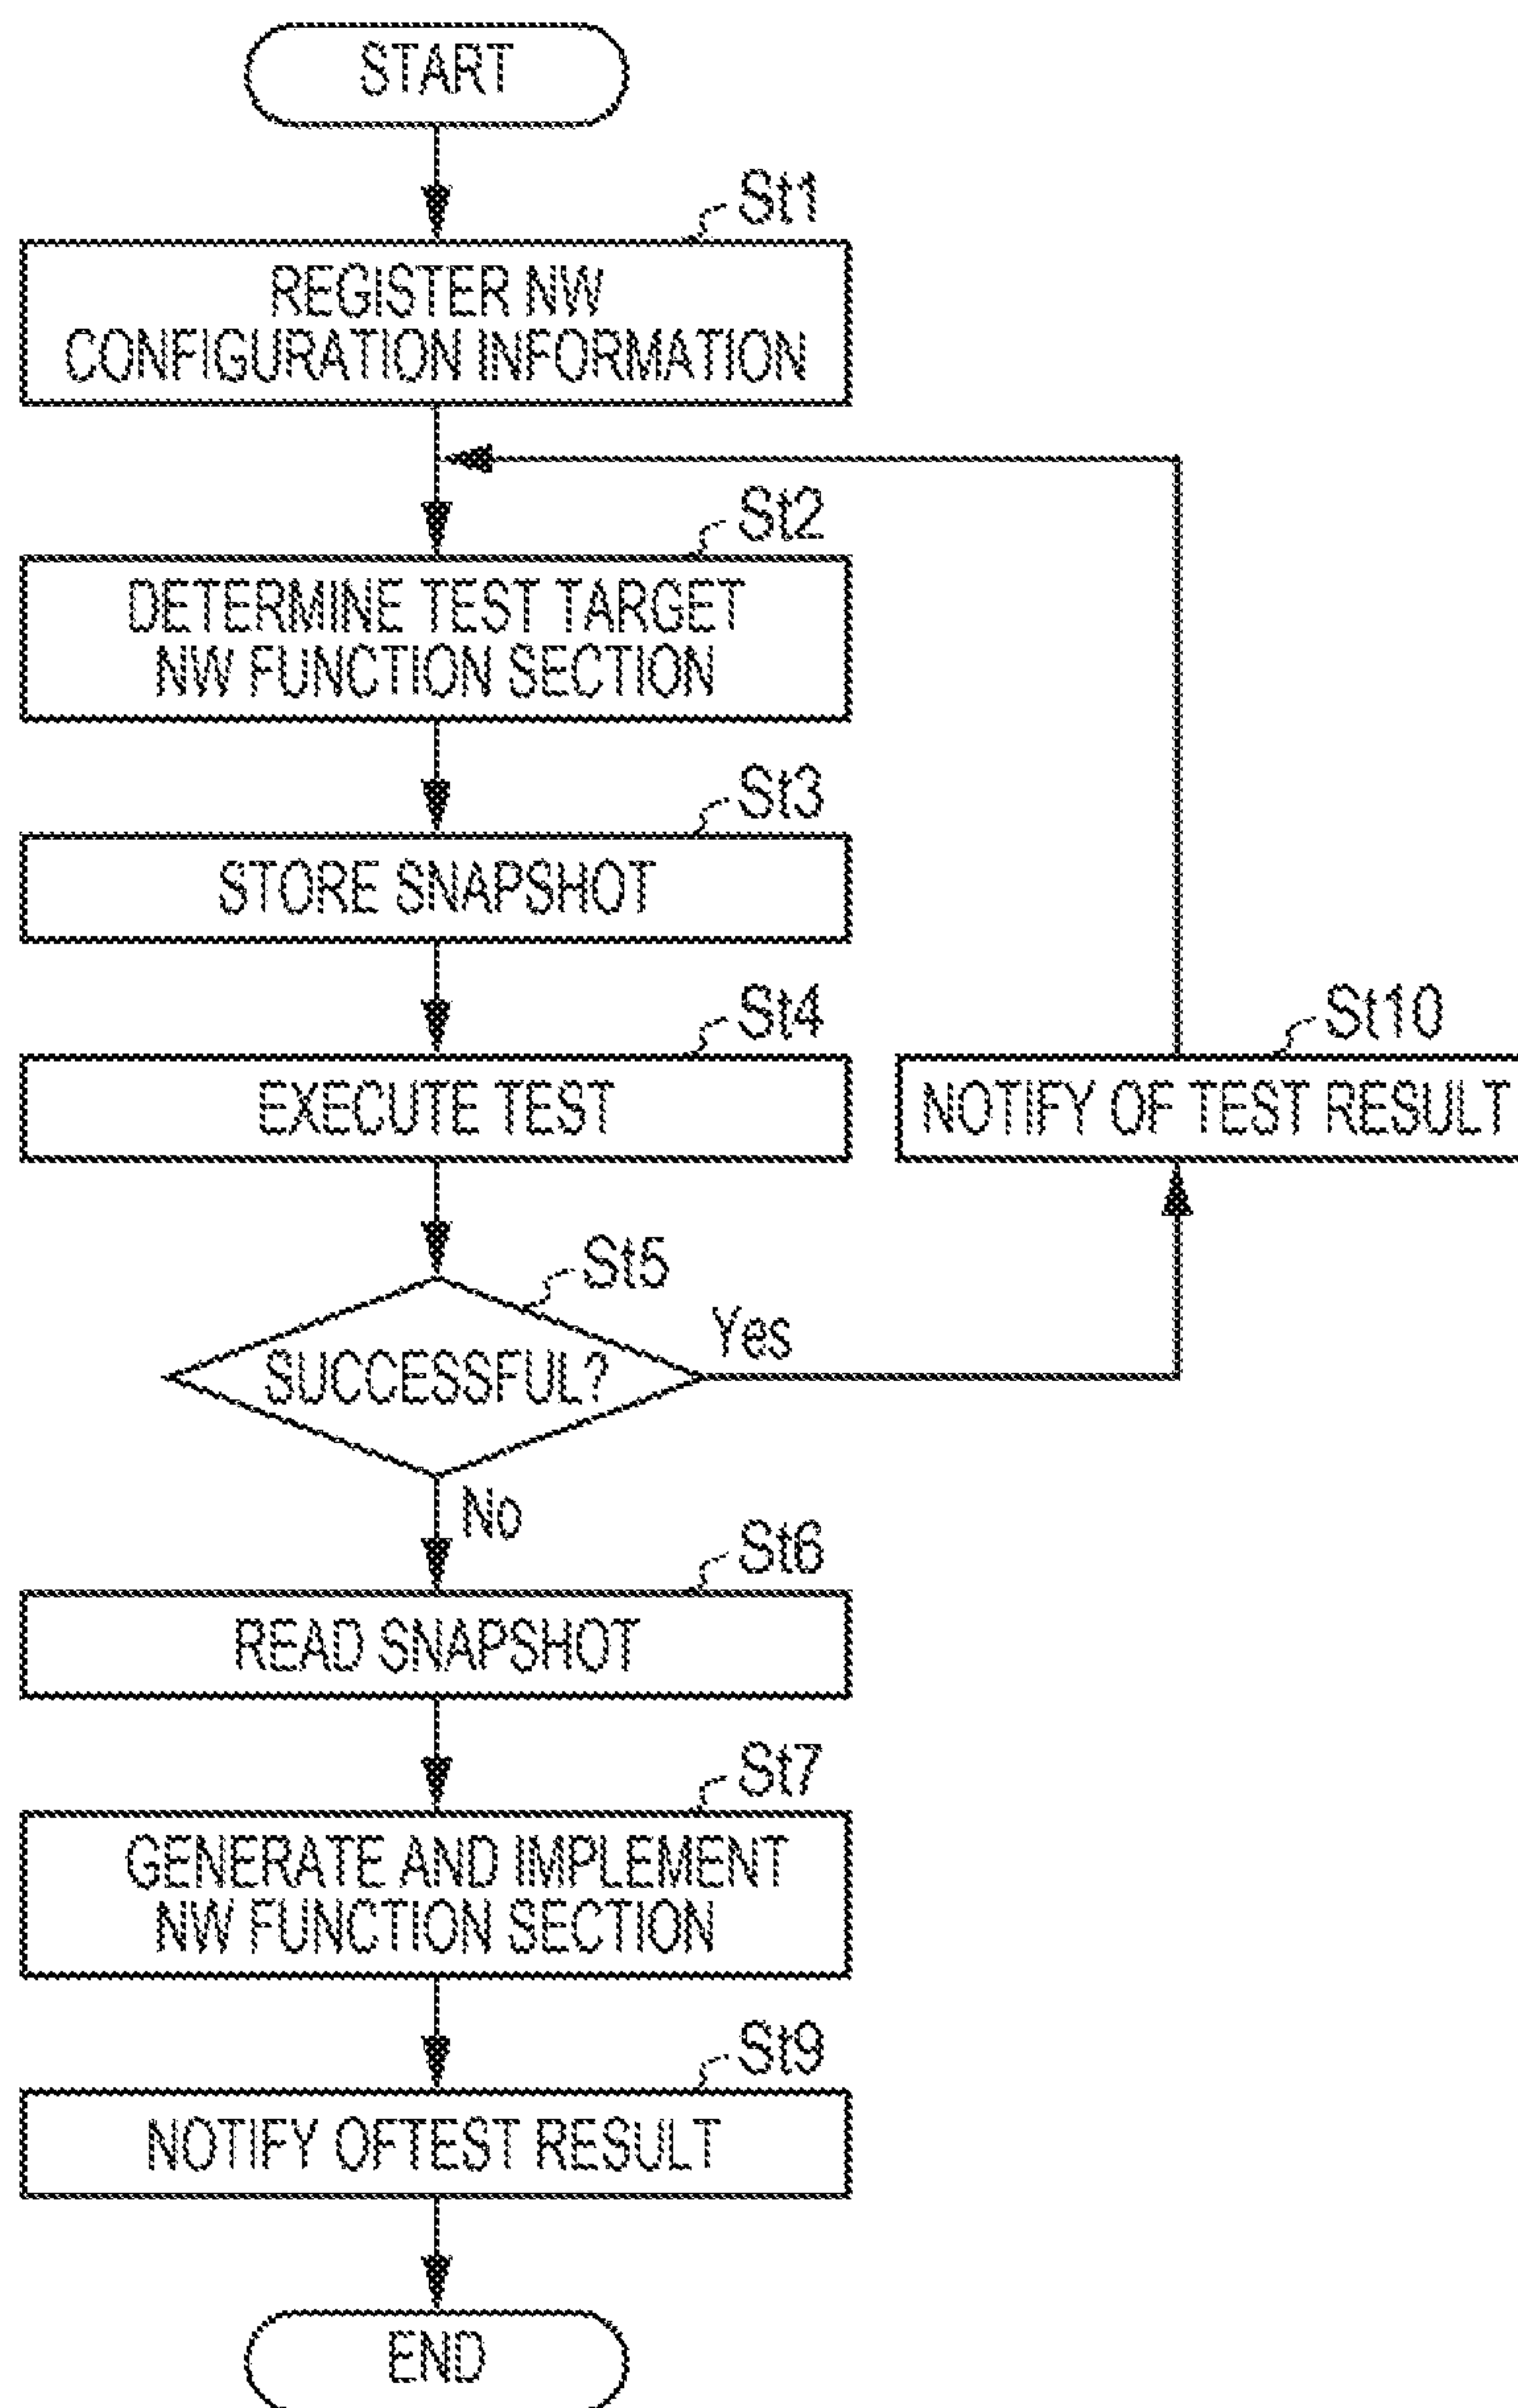 START
St1
REGISTER NW
CONFIGURATION INFORMATION
St2
DETERMINE TEST TARGET
NW FUNCTION SECTION
St3
STORE SNAPSHOT
St4
EXECUTE TEST
St10
NOTIFY OF TEST RESULT
St5
SUCCESSFUL?
Yes
No
St6
READ SNAPSHOT
St7
GENERATE AND IMPLEMENT
NW FUNCTION SECTION
St9
NOTIFY OFTEST RESULT
END